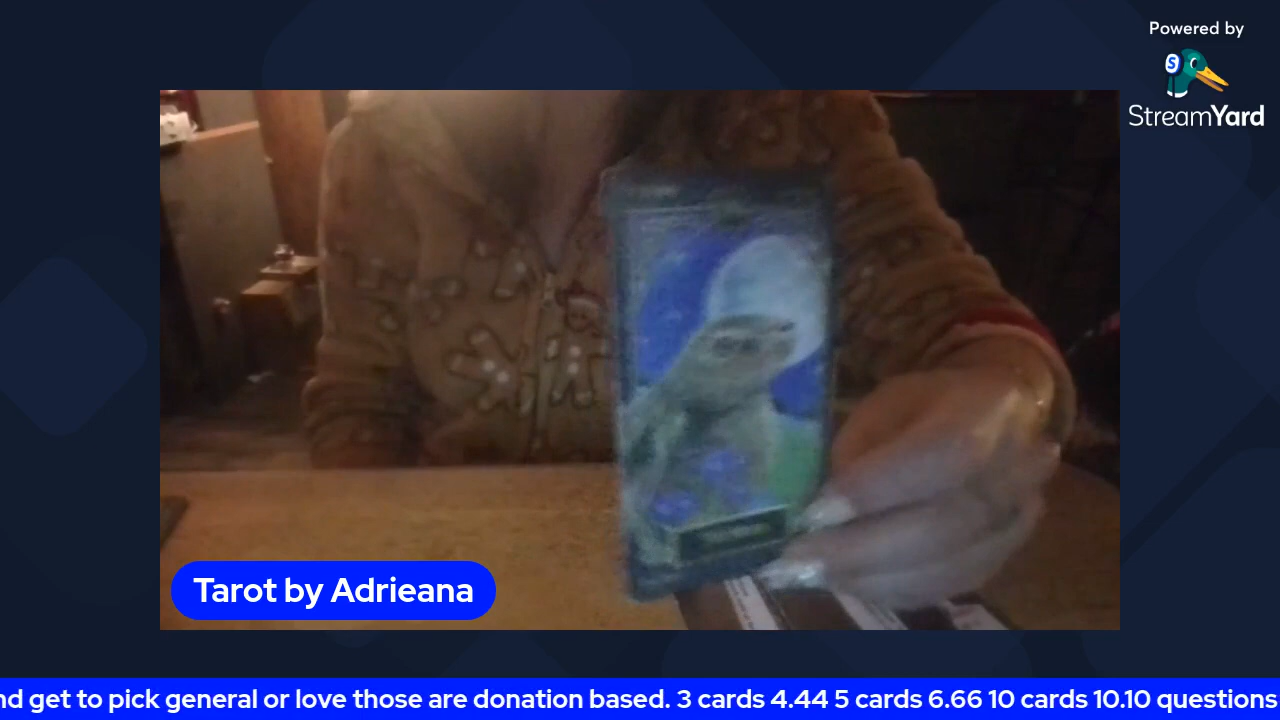 Powered by
StreamYard
Tarot by Adrieana
nd get to pick general or love those are donation based. 3 cards 4.44 5 cards 6.66 10 cards 10.10 questions